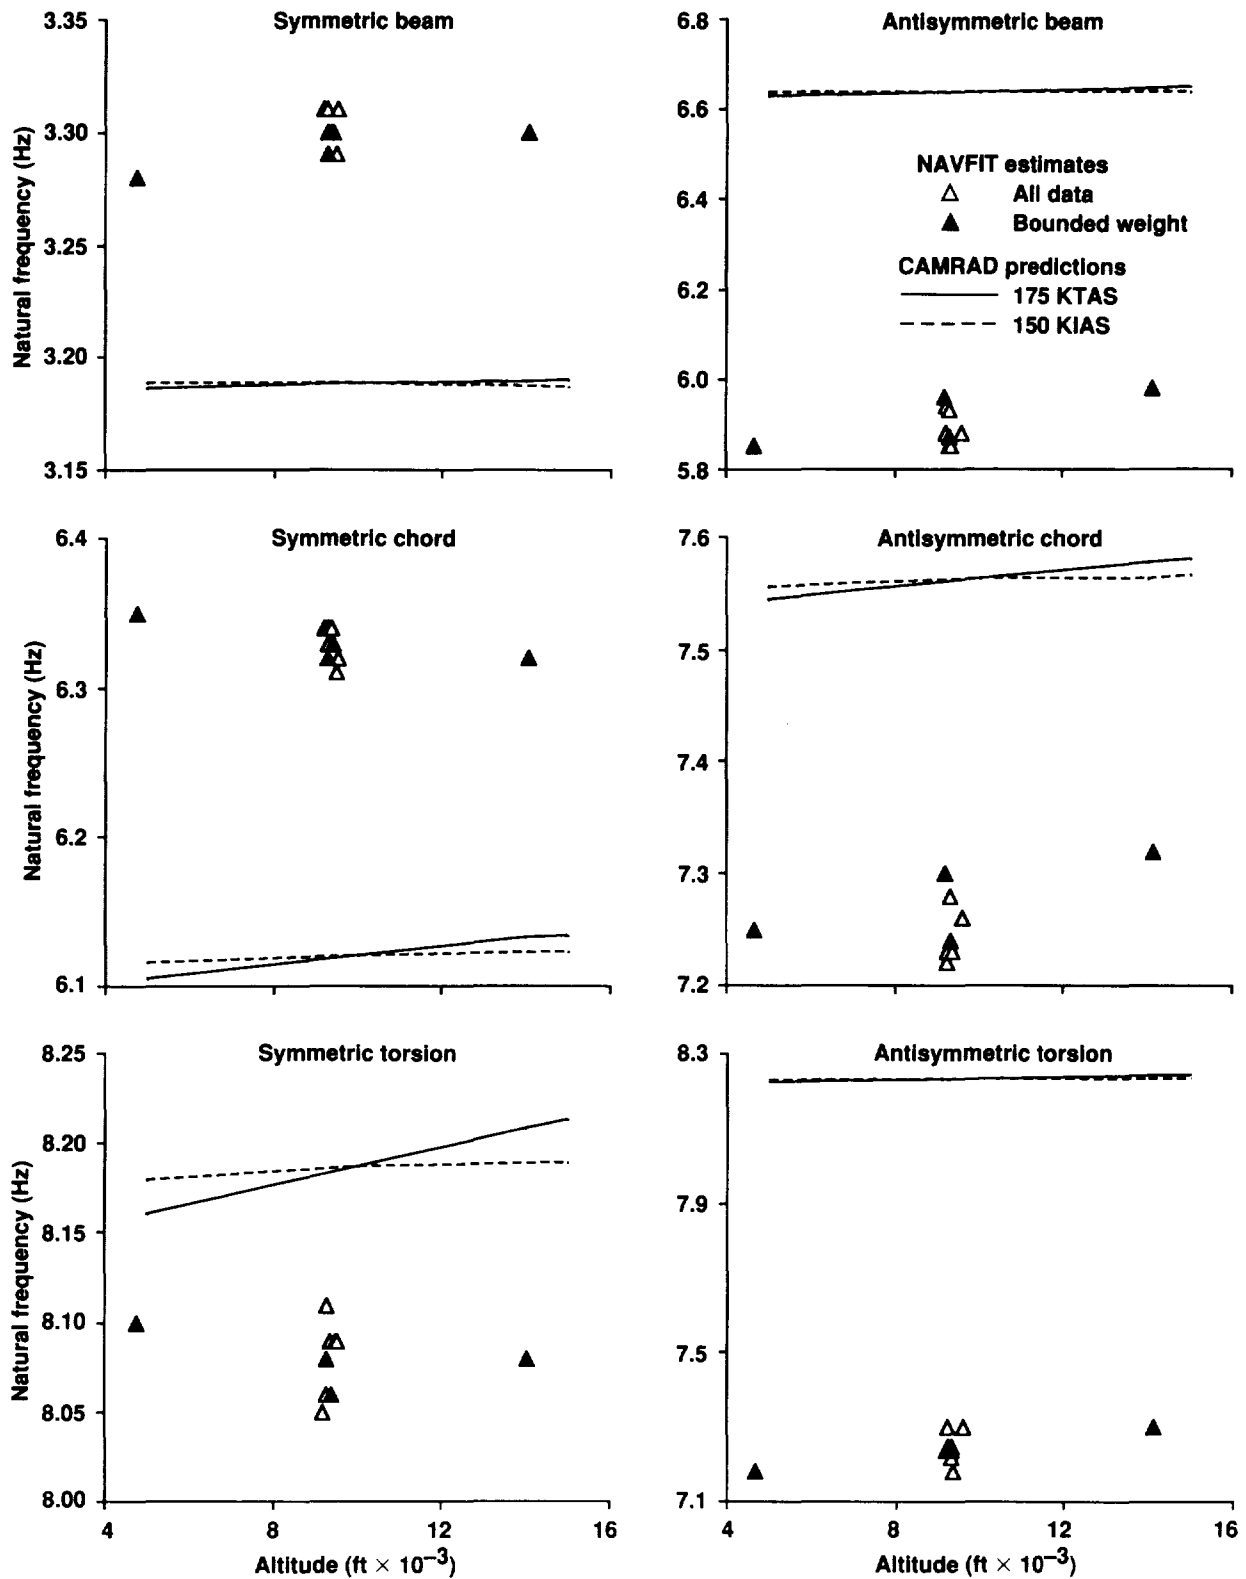 Symmetric beam
Natural frequency (Hz)
3.35
3.30
3.25
3.20
3.15
Antisymmetric beam
6.8
6.6
6.4
6.2
6.0
5.8
NAVFIT estimates
All data
Bounded weight
CAMRAD predictions
175 KTAS
150 KIAS
Symmetric chord
Natural frequency (Hz)
6.4
6.3
6.2
6.1
Antisymmetric chord
7.6
7.5
7.4
7.3
7.2
Symmetric torsion
Natural frequency (Hz)
8.25
8.20
8.15
8.10
8.05
8.00
4 8 12 16
Altitude (ft × 10⁻³)
Antisymmetric torsion
8.3
7.9
7.5
7.1
4 8 12 16
Altitude (ft × 10⁻³)